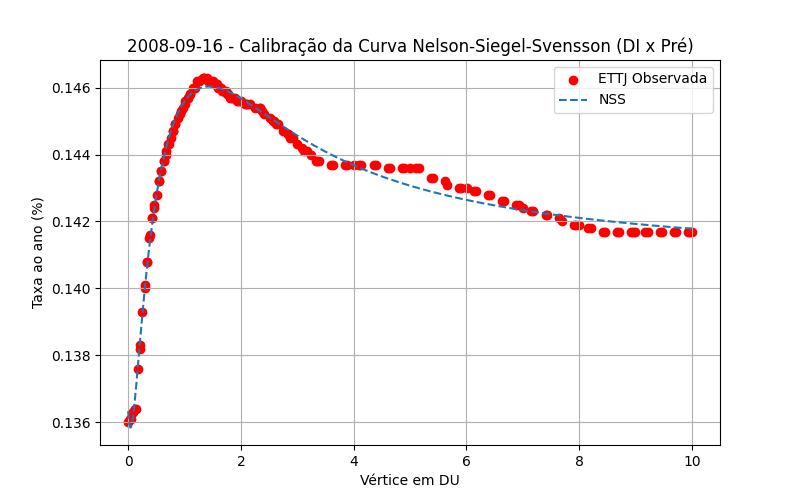 2008-09-16 - Calibração da Curva Nelson-Siegel-Svensson (DI x Pré)
ETTJ Observada
NSS
0.146
0.144
0.142
0.140
0.138
0.136
Taxa ao ano (%)
0 2 4 6 8 10
Vértice em DU